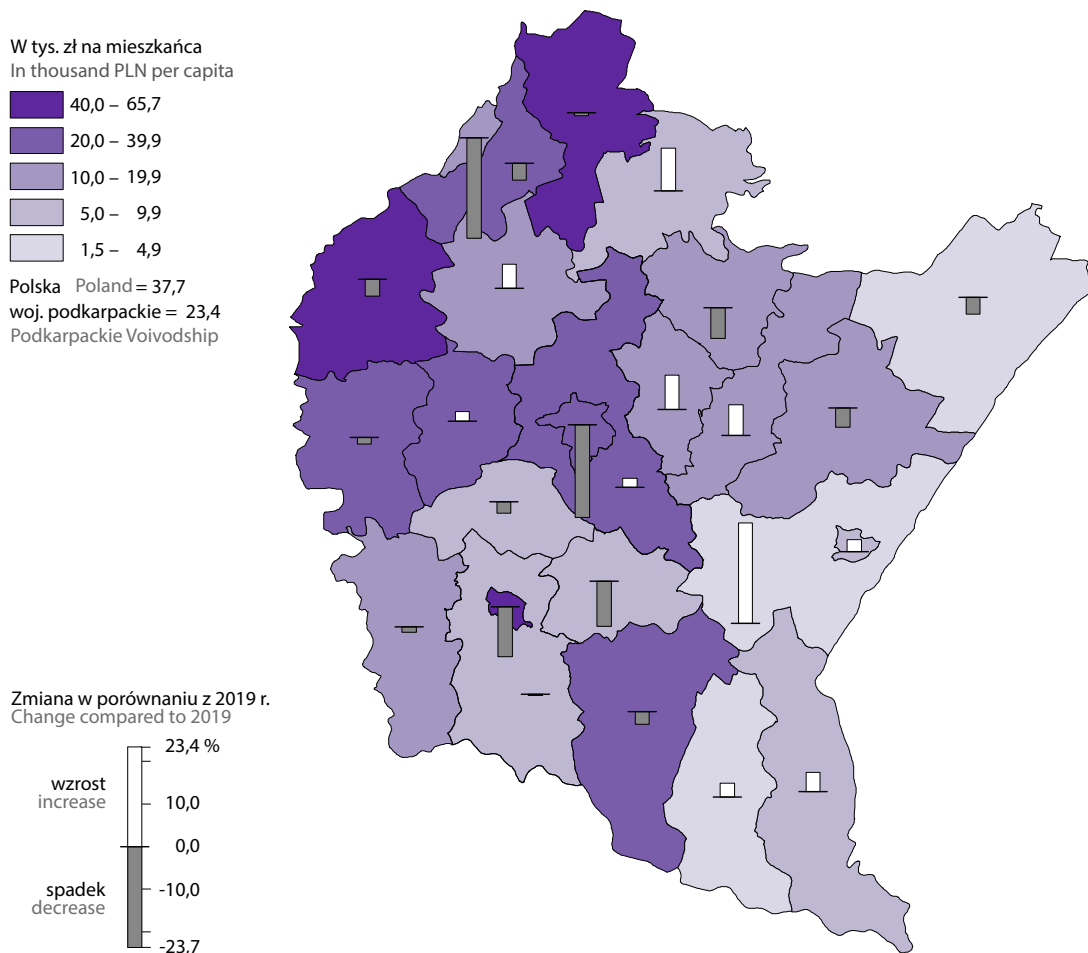 W tys. zł na mieszkańca
In thousand PLN per capita
40,0 – 65,7
20,0 – 39,9
10,0 – 19,9
5,0 – 9,9
1,5 – 4,9
Polska Poland = 37,7
woj. podkarpackie = 23,4
Podkarpackie Voivodship
Zmiana w porównaniu z 2019 r.
Change compared to 2019
23,4 %
wzrost
increase
10,0
0,0
spadek
decrease
-10,0
-23,7